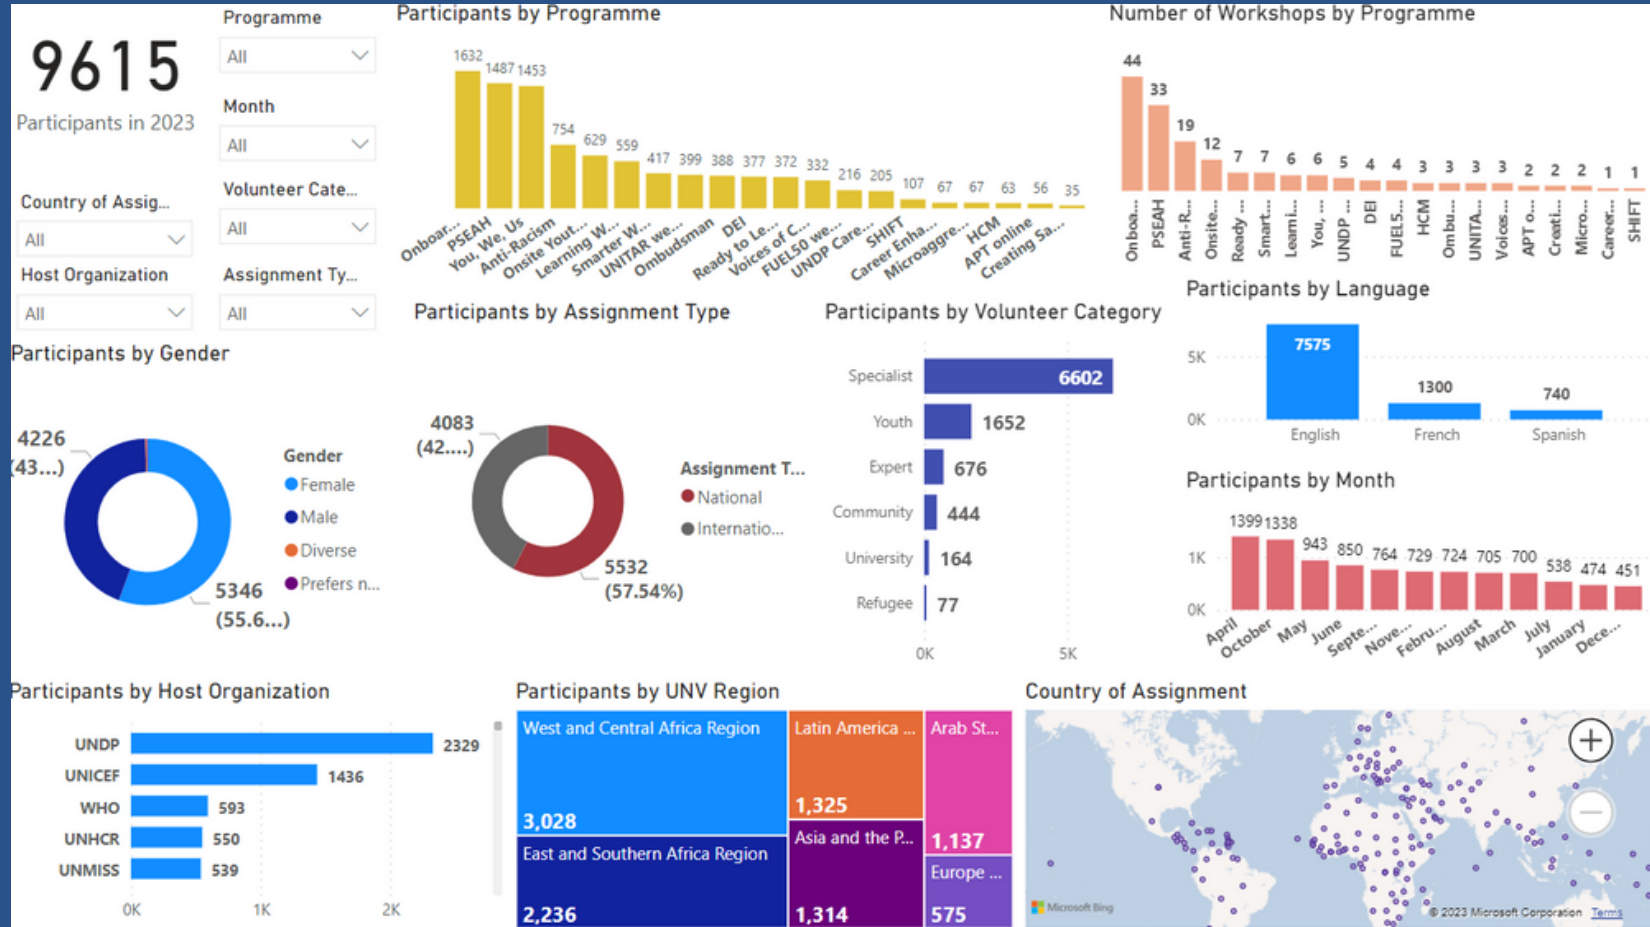 9615
Participants in 2023
Programme
All
Month
All
Country of Assig...
All
Volunteer Cate...
All
Host Organization
All
Assignment Ty...
All
Participants by Programme
1632
1487
1453
754
629
559
417
399
388
377
372
332
216
205
107
67
67
63
56
35
Onboar...
PSEAH
You, We, Us
Anti-Racism
Onsite Yout...
Learning W...
Smarter W...
UNITAR we...
Ombudsman
DEI
Ready to Le...
Voices of C...
FUEL50 we...
UNDP Care...
SHIFT
Career Enha...
Microaggre...
HCM
APT online
Creating Sa...
Number of Workshops by Programme
44
33
19
12
7
7
6
6
5
4
4
3
3
3
3
2
2
2
1
1
Onboa...
PSEAH
Anti-R...
Onsite...
Ready ...
Smart...
Learni...
You, ...
UNDP ...
DEI
FUEL5...
HCM
Ombu...
UNITA...
Voices...
APT o...
Creati...
Micro...
Career...
SHIFT
Participants by Gender
4226
(43...)
5346
(55.6...)
Gender
Female
Male
Diverse
Prefers n...
Participants by Assignment Type
4083
(42....)
5532
(57.54%)
Assignment T...
National
Internatio...
Participants by Volunteer Category
Specialist
6602
Youth
1652
Expert
676
Community
444
University
164
Refugee
77
0K
5K
Participants by Language
5K
0K
7575
1300
740
English
French
Spanish
Participants by Month
1K
0K
1399
1338
943
850
764
729
724
705
700
538
474
451
April
October
May
June
Septe...
Nove...
Febru...
August
March
July
January
Dece...
Participants by Host Organization
UNDP
2329
UNICEF
1436
WHO
593
UNHCR
550
UNMISS
539
0K
1K
2K
Participants by UNV Region
West and Central Africa Region
3,028
East and Southern Africa Region
2,236
Latin America ...
1,325
Asia and the P...
1,314
Arab St...
1,137
Europe ...
575
Country of Assignment
Microsoft Bing
© 2023 Microsoft Corporation Terms